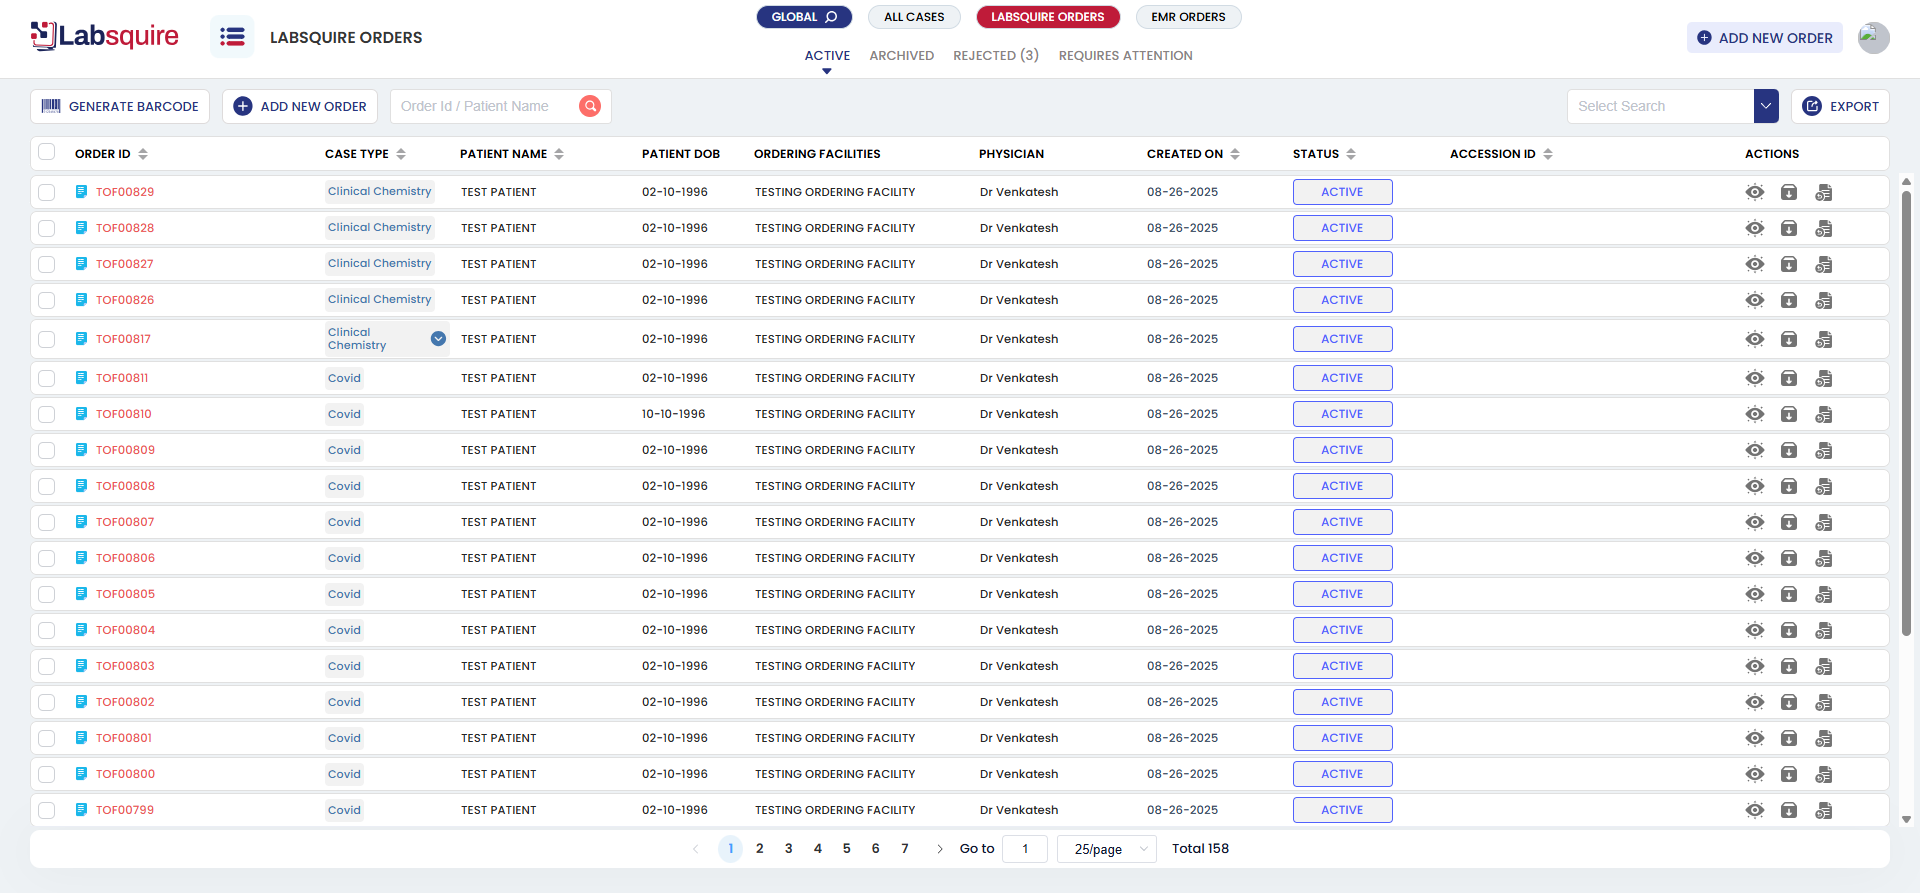 Labsquire
LABSQUIRE ORDERS
GLOBAL
ALL CASES
LABSQUIRE ORDERS
EMR ORDERS
ACTIVE
ARCHIVED
REJECTED (3)
REQUIRES ATTENTION
ADD NEW ORDER
GENERATE BARCODE
ADD NEW ORDER
Order Id / Patient Name
Select Search
EXPORT
ORDER ID CASE TYPE PATIENT NAME PATIENT DOB ORDERING FACILITIES PHYSICIAN CREATED ON STATUS ACCESSION ID ACTIONS
TOF00829 Clinical Chemistry TEST PATIENT 02-10-1996 TESTING ORDERING FACILITY Dr Venkatesh 08-26-2025 ACTIVE
TOF00828 Clinical Chemistry TEST PATIENT 02-10-1996 TESTING ORDERING FACILITY Dr Venkatesh 08-26-2025 ACTIVE
TOF00827 Clinical Chemistry TEST PATIENT 02-10-1996 TESTING ORDERING FACILITY Dr Venkatesh 08-26-2025 ACTIVE
TOF00826 Clinical Chemistry TEST PATIENT 02-10-1996 TESTING ORDERING FACILITY Dr Venkatesh 08-26-2025 ACTIVE
TOF00817 Clinical Chemistry TEST PATIENT 02-10-1996 TESTING ORDERING FACILITY Dr Venkatesh 08-26-2025 ACTIVE
TOF00811 Covid TEST PATIENT 02-10-1996 TESTING ORDERING FACILITY Dr Venkatesh 08-26-2025 ACTIVE
TOF00810 Covid TEST PATIENT 10-10-1996 TESTING ORDERING FACILITY Dr Venkatesh 08-26-2025 ACTIVE
TOF00809 Covid TEST PATIENT 02-10-1996 TESTING ORDERING FACILITY Dr Venkatesh 08-26-2025 ACTIVE
TOF00808 Covid TEST PATIENT 02-10-1996 TESTING ORDERING FACILITY Dr Venkatesh 08-26-2025 ACTIVE
TOF00807 Covid TEST PATIENT 02-10-1996 TESTING ORDERING FACILITY Dr Venkatesh 08-26-2025 ACTIVE
TOF00806 Covid TEST PATIENT 02-10-1996 TESTING ORDERING FACILITY Dr Venkatesh 08-26-2025 ACTIVE
TOF00805 Covid TEST PATIENT 02-10-1996 TESTING ORDERING FACILITY Dr Venkatesh 08-26-2025 ACTIVE
TOF00804 Covid TEST PATIENT 02-10-1996 TESTING ORDERING FACILITY Dr Venkatesh 08-26-2025 ACTIVE
TOF00803 Covid TEST PATIENT 02-10-1996 TESTING ORDERING FACILITY Dr Venkatesh 08-26-2025 ACTIVE
TOF00802 Covid TEST PATIENT 02-10-1996 TESTING ORDERING FACILITY Dr Venkatesh 08-26-2025 ACTIVE
TOF00801 Covid TEST PATIENT 02-10-1996 TESTING ORDERING FACILITY Dr Venkatesh 08-26-2025 ACTIVE
TOF00800 Covid TEST PATIENT 02-10-1996 TESTING ORDERING FACILITY Dr Venkatesh 08-26-2025 ACTIVE
TOF00799 Covid TEST PATIENT 02-10-1996 TESTING ORDERING FACILITY Dr Venkatesh 08-26-2025 ACTIVE
1 2 3 4 5 6 7 Go to 1 25/page Total 158